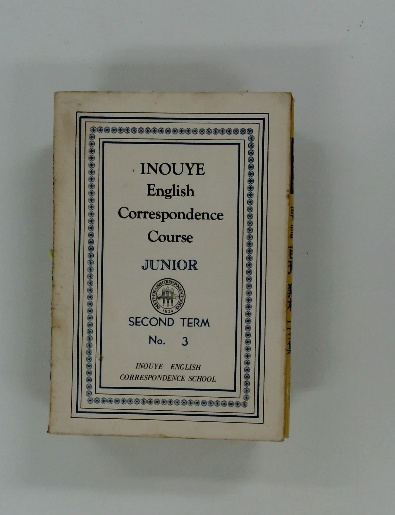 INOUYE
English
Correspondence
Course
JUNIOR
SECOND TERM
No. 3
INOUYE ENGLISH
CORRESPONDENCE SCHOOL